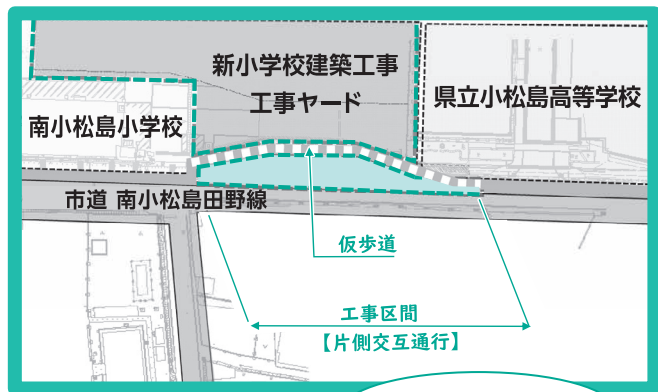 新小学校建築工事
工事ヤード
県立小松島高等学校
南小松島小学校
市道 南小松島田野線
仮歩道
工事区間
【片側交互通行】